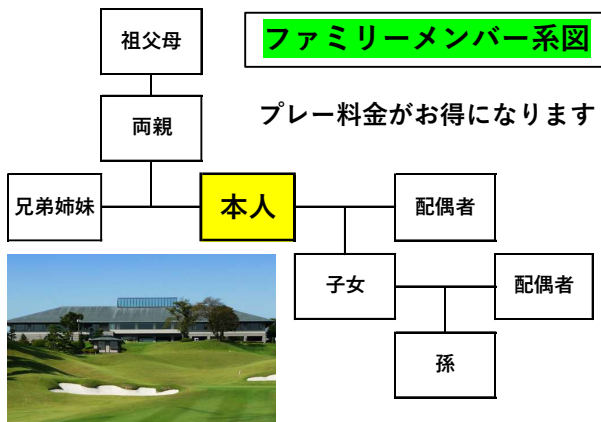 祖父母
ファミリーメンバー系図
両親
プレー料金がお得になります
兄弟姉妹
本人
配偶者
子女
配偶者
孫